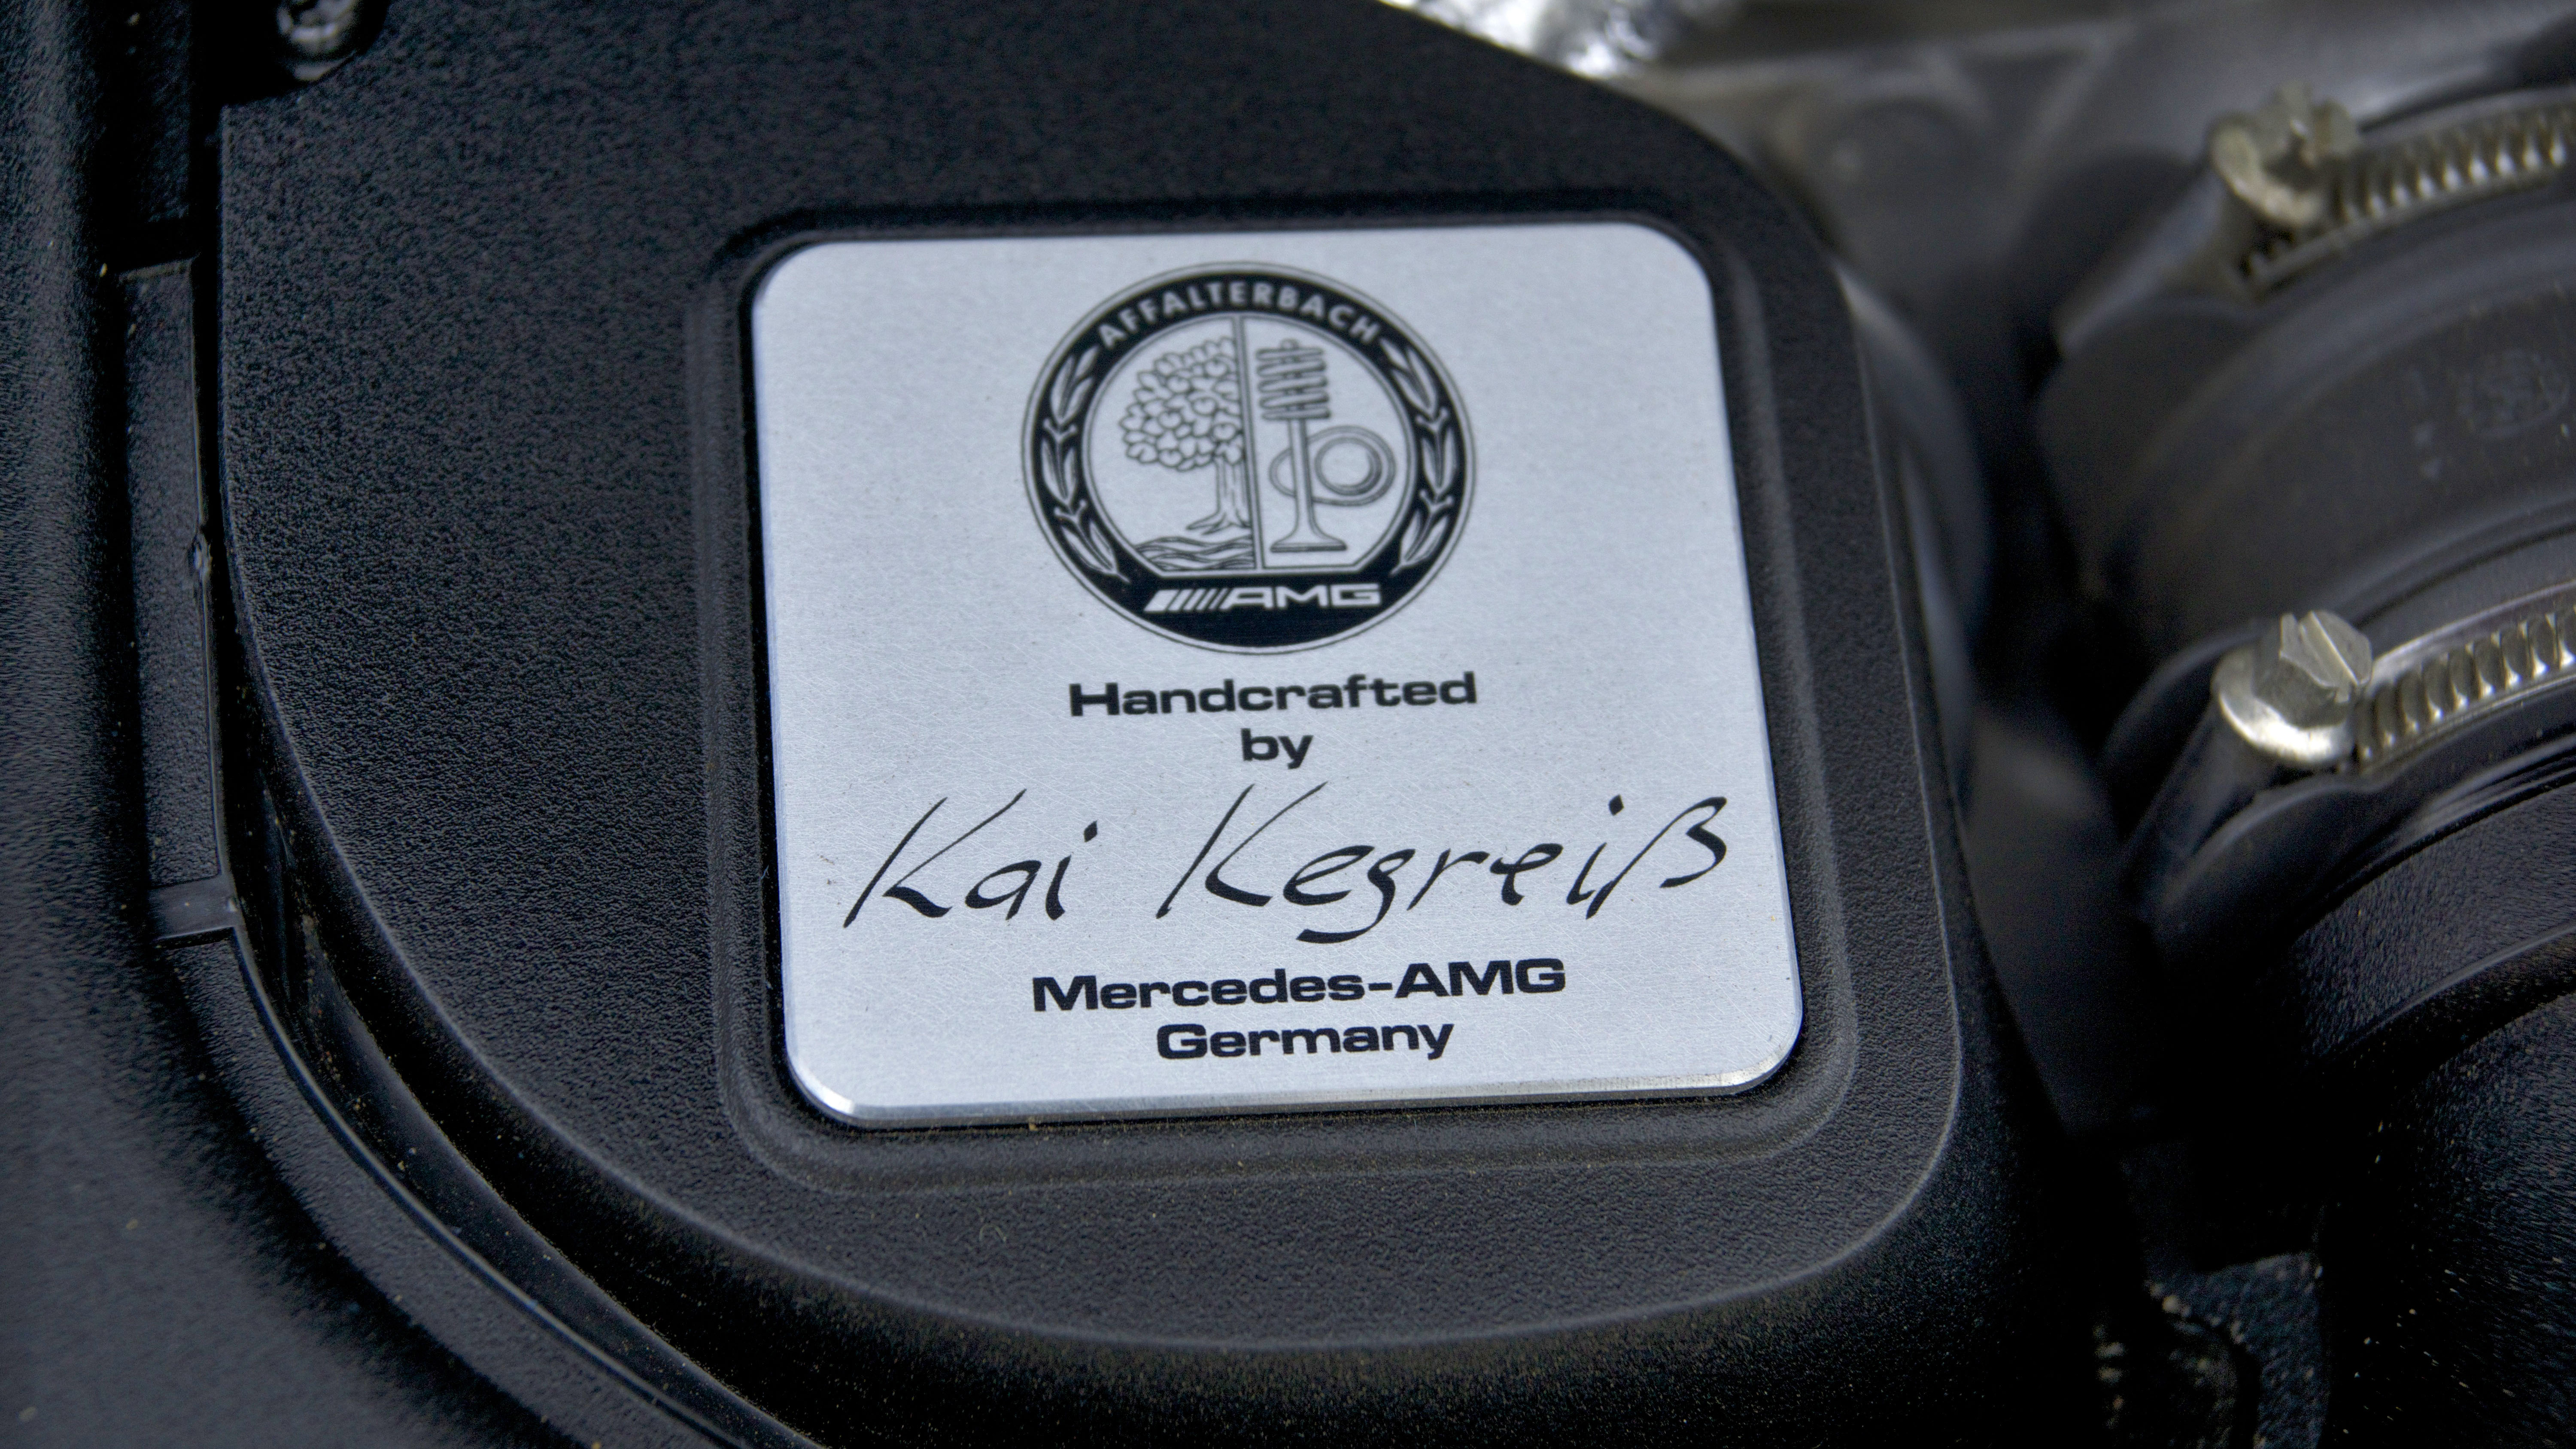 AFFALTERBACH
AMG
Handcrafted
by
Kai Kegreiß
Mercedes-AMG
Germany